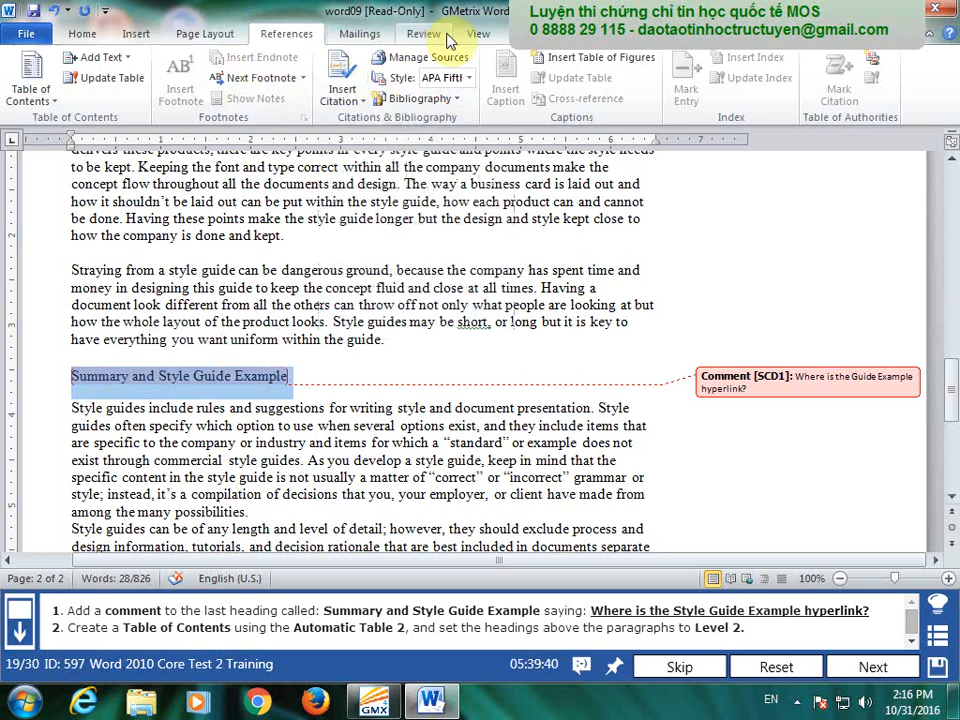 word09 [Read-Only] - GMetrix Word
Luyện thi chứng chỉ tin học quốc tế MOS
0 8888 29 115 - daotaotinhoctructuyen@gmail.com
File Home Insert Page Layout References Mailings Review View
Table of Contents
Add Text
Update Table
Table of Contents
AB1
Insert Footnote
Insert Endnote
AB1 Next Footnote
Show Notes
Footnotes
Insert Citation
Manage Sources
Style: APA Fifth
Bibliography
Citations & Bibliography
Insert Caption
Insert Table of Figures
Update Table
Cross-reference
Captions
Mark Entry
Insert Index
Update Index
Index
Mark Citation
Table of Authorities
to be kept. Keeping the font and type correct within all the company documents make the
concept flow throughout all the documents and design. The way a business card is laid out and
how it shouldn't be laid out can be put within the style guide, how each product can and cannot
be done. Having these points make the style guide longer but the design and style kept close to
how the company is done and kept.
Straying from a style guide can be dangerous ground, because the company has spent time and
money in designing this guide to keep the concept fluid and close at all times. Having a
document look different from all the others can throw off not only what people are looking at but
how the whole layout of the product looks. Style guides may be short, or long but it is key to
have everything you want uniform within the guide.
Summary and Style Guide Example
Comment [SCD1]: Where is the Guide Example
hyperlink?
Style guides include rules and suggestions for writing style and document presentation. Style
guides often specify which option to use when several options exist, and they include items that
are specific to the company or industry and items for which a “standard” or example does not
exist through commercial style guides. As you develop a style guide, keep in mind that the
specific content in the style guide is not usually a matter of “correct” or “incorrect” grammar or
style; instead, it’s a compilation of decisions that you, your employer, or client have made from
among the many possibilities.
Style guides can be of any length and level of detail; however, they should exclude process and
design information, tutorials, and decision rationale that are best included in documents separate
Page: 2 of 2 Words: 28/826 English (U.S.) 100%
1. Add a comment to the last heading called: Summary and Style Guide Example saying: Where is the Style Guide Example hyperlink?
2. Create a Table of Contents using the Automatic Table 2, and set the headings above the paragraphs to Level 2.
19/30 ID: 597 Word 2010 Core Test 2 Training 05:39:40 Skip Reset Next
GMX
EN
2:16 PM
10/31/2016